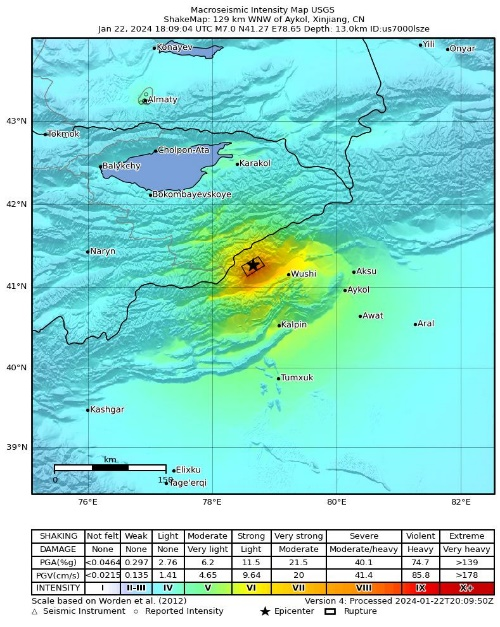 Macroseismic Intensity Map USGS
ShakeMap: 129 km WNW of Aykol, Xinjiang, CN
Jan 22, 2024 18:09:04 UTC M7.0 N41.27 E78.65 Depth: 13.0km ID:us7000lsze
Konayev
Yili
Onyar
Almaty
43°N
Tokmok
Cholpon-Ata
Balykchy
Karakol
Bokombayevskoye
42°N
Naryn
Wushi
Aksu
41°N
Aykol
Awat
Kalpin
Aral
40°N
Tumxuk
Kashgar
39°N
km
Elixku
0
150
Yage'erqi
76°E 78°E 80°E 82°E
SHAKING Not felt Weak Light Moderate Strong Very strong Severe Violent Extreme
DAMAGE None None None Very light Light Moderate Moderate/heavy Heavy Very heavy
PGA(%g) <0.0464 0.297 2.76 6.2 11.5 21.5 40.1 74.7 >139
PGV(cm/s) <0.0215 0.135 1.41 4.65 9.64 20 41.4 85.8 >178
INTENSITY I II-III IV V VI VII VIII IX X+
Scale based on Worden et al. (2012) Version 4: Processed 2024-01-22T20:09:50Z
△ Seismic Instrument ○ Reported Intensity ★ Epicenter Rupture